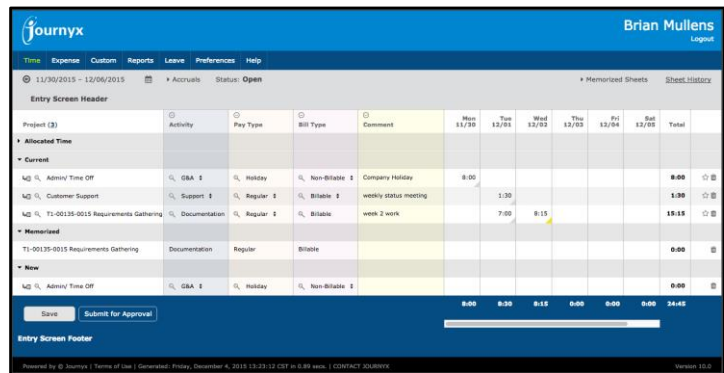 journyx
Brian Mullens
Logout
Time Expense Custom Reports Leave Preferences Help
11/30/2015 - 12/06/2015 Accruals Status: Open Memorized Sheets Sheet History
Entry Screen Header
Project (3) Activity Pay Type Bill Type Comment Mon 11/30 Tue 12/01 Wed 12/02 Thu 12/03 Fri 12/04 Sat 12/05 Total
Allocated Time
Current
Admin/ Time Off G&A Holiday Non-Billable Company Holiday 8:00 8:00
Customer Support Support Regular Billable weekly status meeting 1:30 1:30
T1-00135-0015 Requirements Gathering Documentation Regular Billable week 2 work 7:00 8:15 15:15
Memorized
T1-00135-0015 Requirements Gathering Documentation Regular Billable 0:00
New
Admin/ Time Off G&A Holiday Non-Billable 0:00
8:00 8:30 8:15 0:00 0:00 0:00 24:45
Save Submit for Approval
Entry Screen Footer
Powered by © Journyx | Terms of Use | Generated: Friday, December 4, 2015 13:23:12 CST in 0.89 secs. | CONTACT JOURNYX Version 10.0